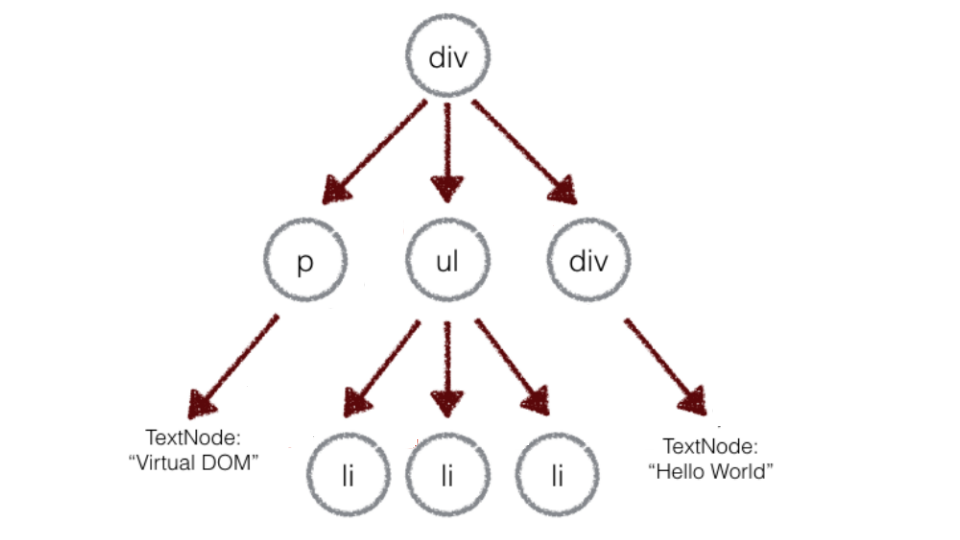 div
p
ul
div
TextNode:
“Virtual DOM”
li
li
li
TextNode:
“Hello World”